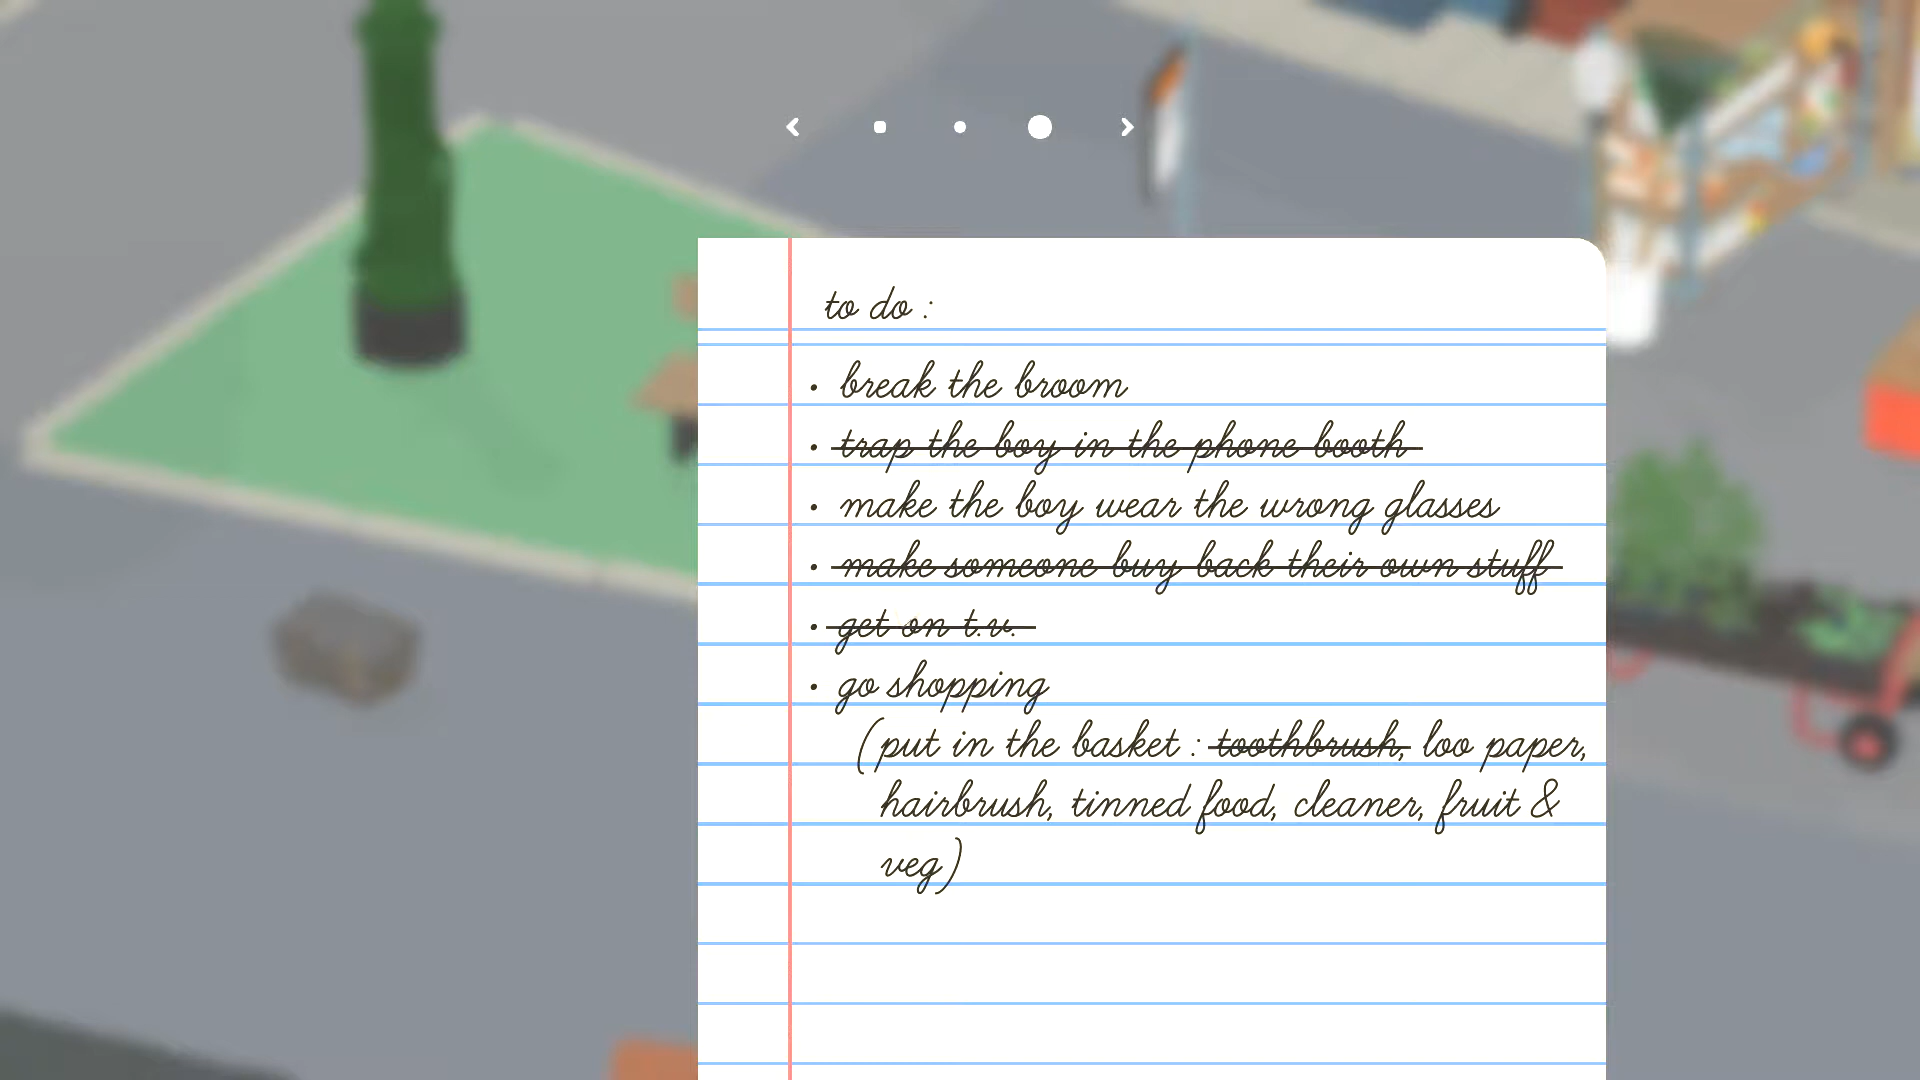 to do :
• break the broom
• trap the boy in the phone booth
• make the boy wear the wrong glasses
• make someone buy back their own stuff
• get on t.v.
• go shopping
(put in the basket : toothbrush, loo paper,
hairbrush, tinned food, cleaner, fruit &
veg)